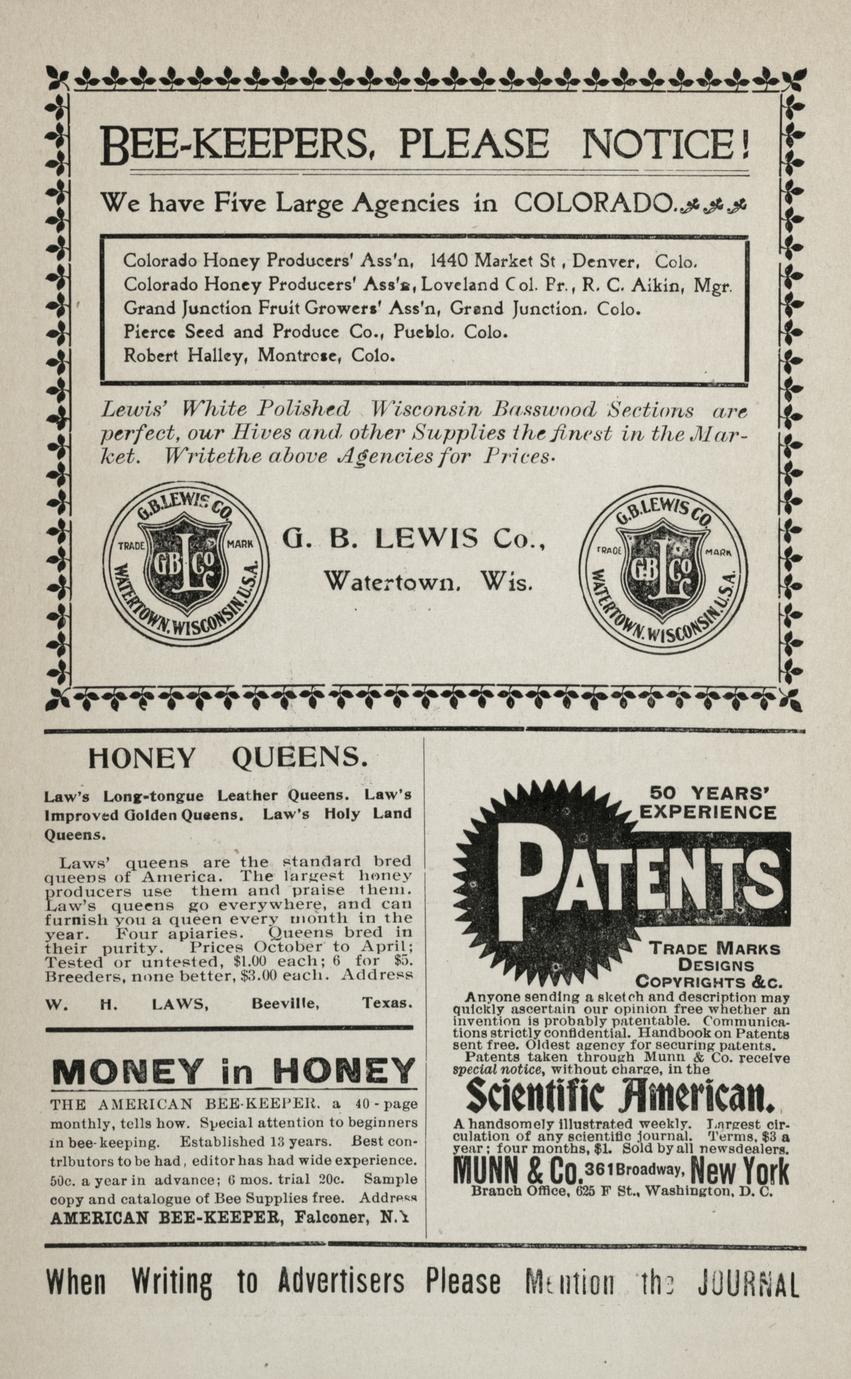 BEE-KEEPERS, PLEASE NOTICE!
We have Five Large Agencies in COLORADO.
Colorado Honey Producers' Ass'n, 1440 Market St , Denver, Colo.
Colorado Honey Producers' Ass's, Loveland Col. Pr., R. C. Aikin, Mgr.
Grand Junction Fruit Growers' Ass'n, Grand Junction. Colo.
Pierce Seed and Produce Co., Pueblo. Colo.
Robert Halley, Montrose, Colo.
Lewis' White Polished Wisconsin Basswood Sections are
perfect, our Hives and other Supplies the finest in the Mar-
ket. Writethe above Agencies for Prices.
G.B. LEWIS CO.
TRADE MARK
G B L Co
WATERTOWN. WISCONSIN. U.S.A.
G. B. LEWIS Co.,
Watertown. Wis.
G.B. LEWIS CO
TRADE MARK
G B L Co
WATERTOWN. WISCONSIN. U.S.A.
HONEY QUEENS.
Law's Long-tongue Leather Queens. Law's
Improved Golden Queens. Law's Holy Land
Queens.
Laws' queens are the standard bred
queens of America. The largest honey
producers use them and praise them.
Law's queens go everywhere, and can
furnish you a queen every month in the
year. Four apiaries. Queens bred in
their purity. Prices October to April;
Tested or untested, $1.00 each; 6 for $5.
Breeders, none better, $3.00 each. Address
W. H. LAWS, Beeville, Texas.
MONEY in HONEY
THE AMERICAN BEE-KEEPER. a 40-page
monthly, tells how. Special attention to beginners
in bee-keeping. Established 13 years. Best con-
trlbutors to be had, editor has had wide experience.
50c. a year in advance; 6 mos. trial 20c. Sample
copy and catalogue of Bee Supplies free. Address
AMERICAN BEE-KEEPER, Falconer, N.Y
50 YEARS'
EXPERIENCE
PATENTS
TRADE MARKS
DESIGNS
COPYRIGHTS &C.
Anyone sending a sketch and description may
quickly ascertain our opinion free whether an
invention is probably patentable. Communica-
tions strictly confidential. Handbook on Patents
sent free. Oldest agency for securing patents.
Patents taken through Munn & Co. receive
special notice, without charge, in the
Scientific American.
A handsomely illustrated weekly. Largest cir-
culation of any scientific journal. Terms, $3 a
year; four months, $1. Sold by all newsdealers.
MUNN & Co. 361 Broadway, New York
Branch Office, 625 F St., Washington, D. C.
When Writing to Advertisers Please Mention the JOURNAL